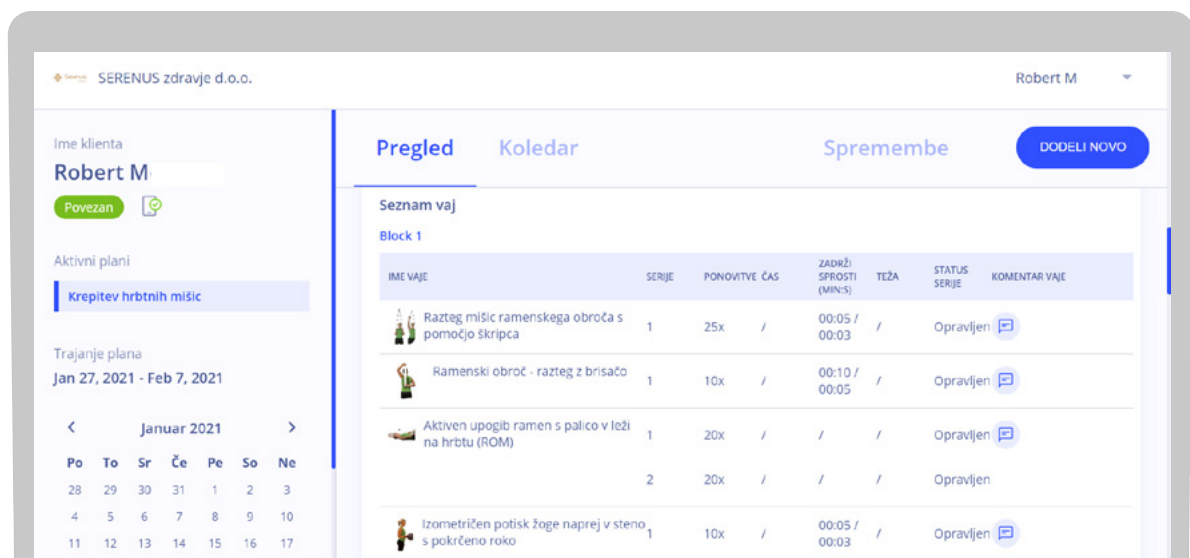 Serenus
SERENUS zdravje d.o.o.
Robert M
Ime klienta
Robert M
Povezan
Aktivni plani
Krepitev hrbtnih mišic
Trajanje plana
Jan 27, 2021 - Feb 7, 2021
Januar 2021
Po To Sr Če Pe So Ne
28 29 30 31 1 2 3
4 5 6 7 8 9 10
11 12 13 14 15 16 17
Pregled Koledar Spremembe DODELI NOVO
Seznam vaj
Block 1
IME VAJE SERIJE PONOVITVE ČAS ZADRŽI SPROSTI (MIN:S) TEŽA STATUS SERIJE KOMENTAR VAJE
Razteg mišic ramenskega obroča s
pomočjo škripca
1 25x / 00:05 / 00:03 / Opravljen
Ramenski obroč - razteg z brisačo
1 10x / 00:10 / 00:05 / Opravljen
Aktiven upogib ramen s palico v leži
na hrbtu (ROM)
1 20x / / / Opravljen
2 20x / / / Opravljen
Izometričen potisk žoge naprej v steno
s pokrčeno roko
1 10x / 00:05 / 00:03 / Opravljen